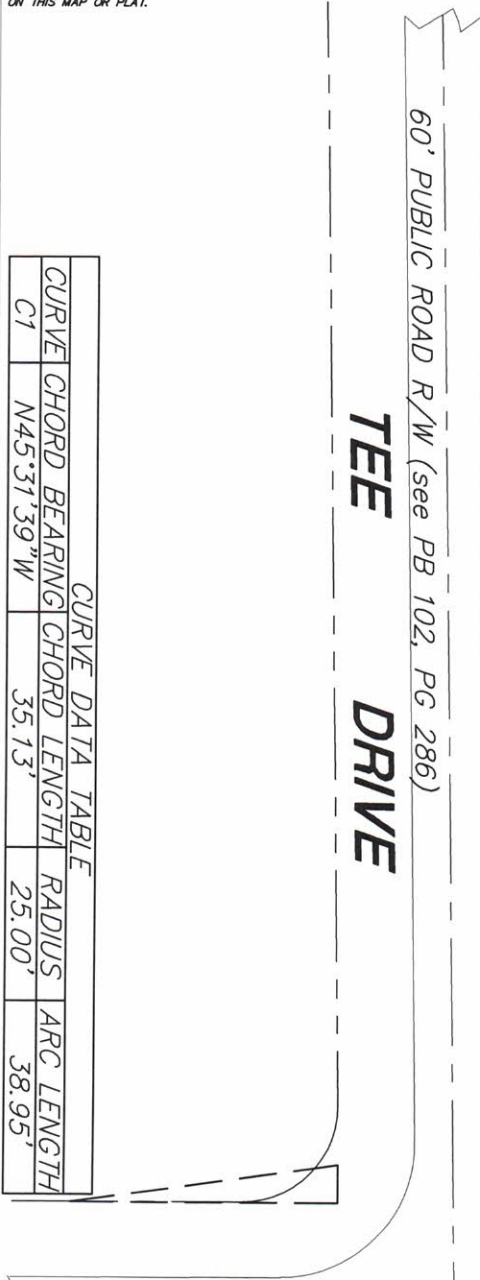 ON THIS MAP OR PLAT.
60' PUBLIC ROAD R/W (see PB 102, PG 286)
TEE DRIVE
CURVE DATA TABLE
CURVE CHORD BEARING CHORD LENGTH RADIUS ARC LENGTH
C1 N45°31'39"W 35.13' 25.00' 38.95'